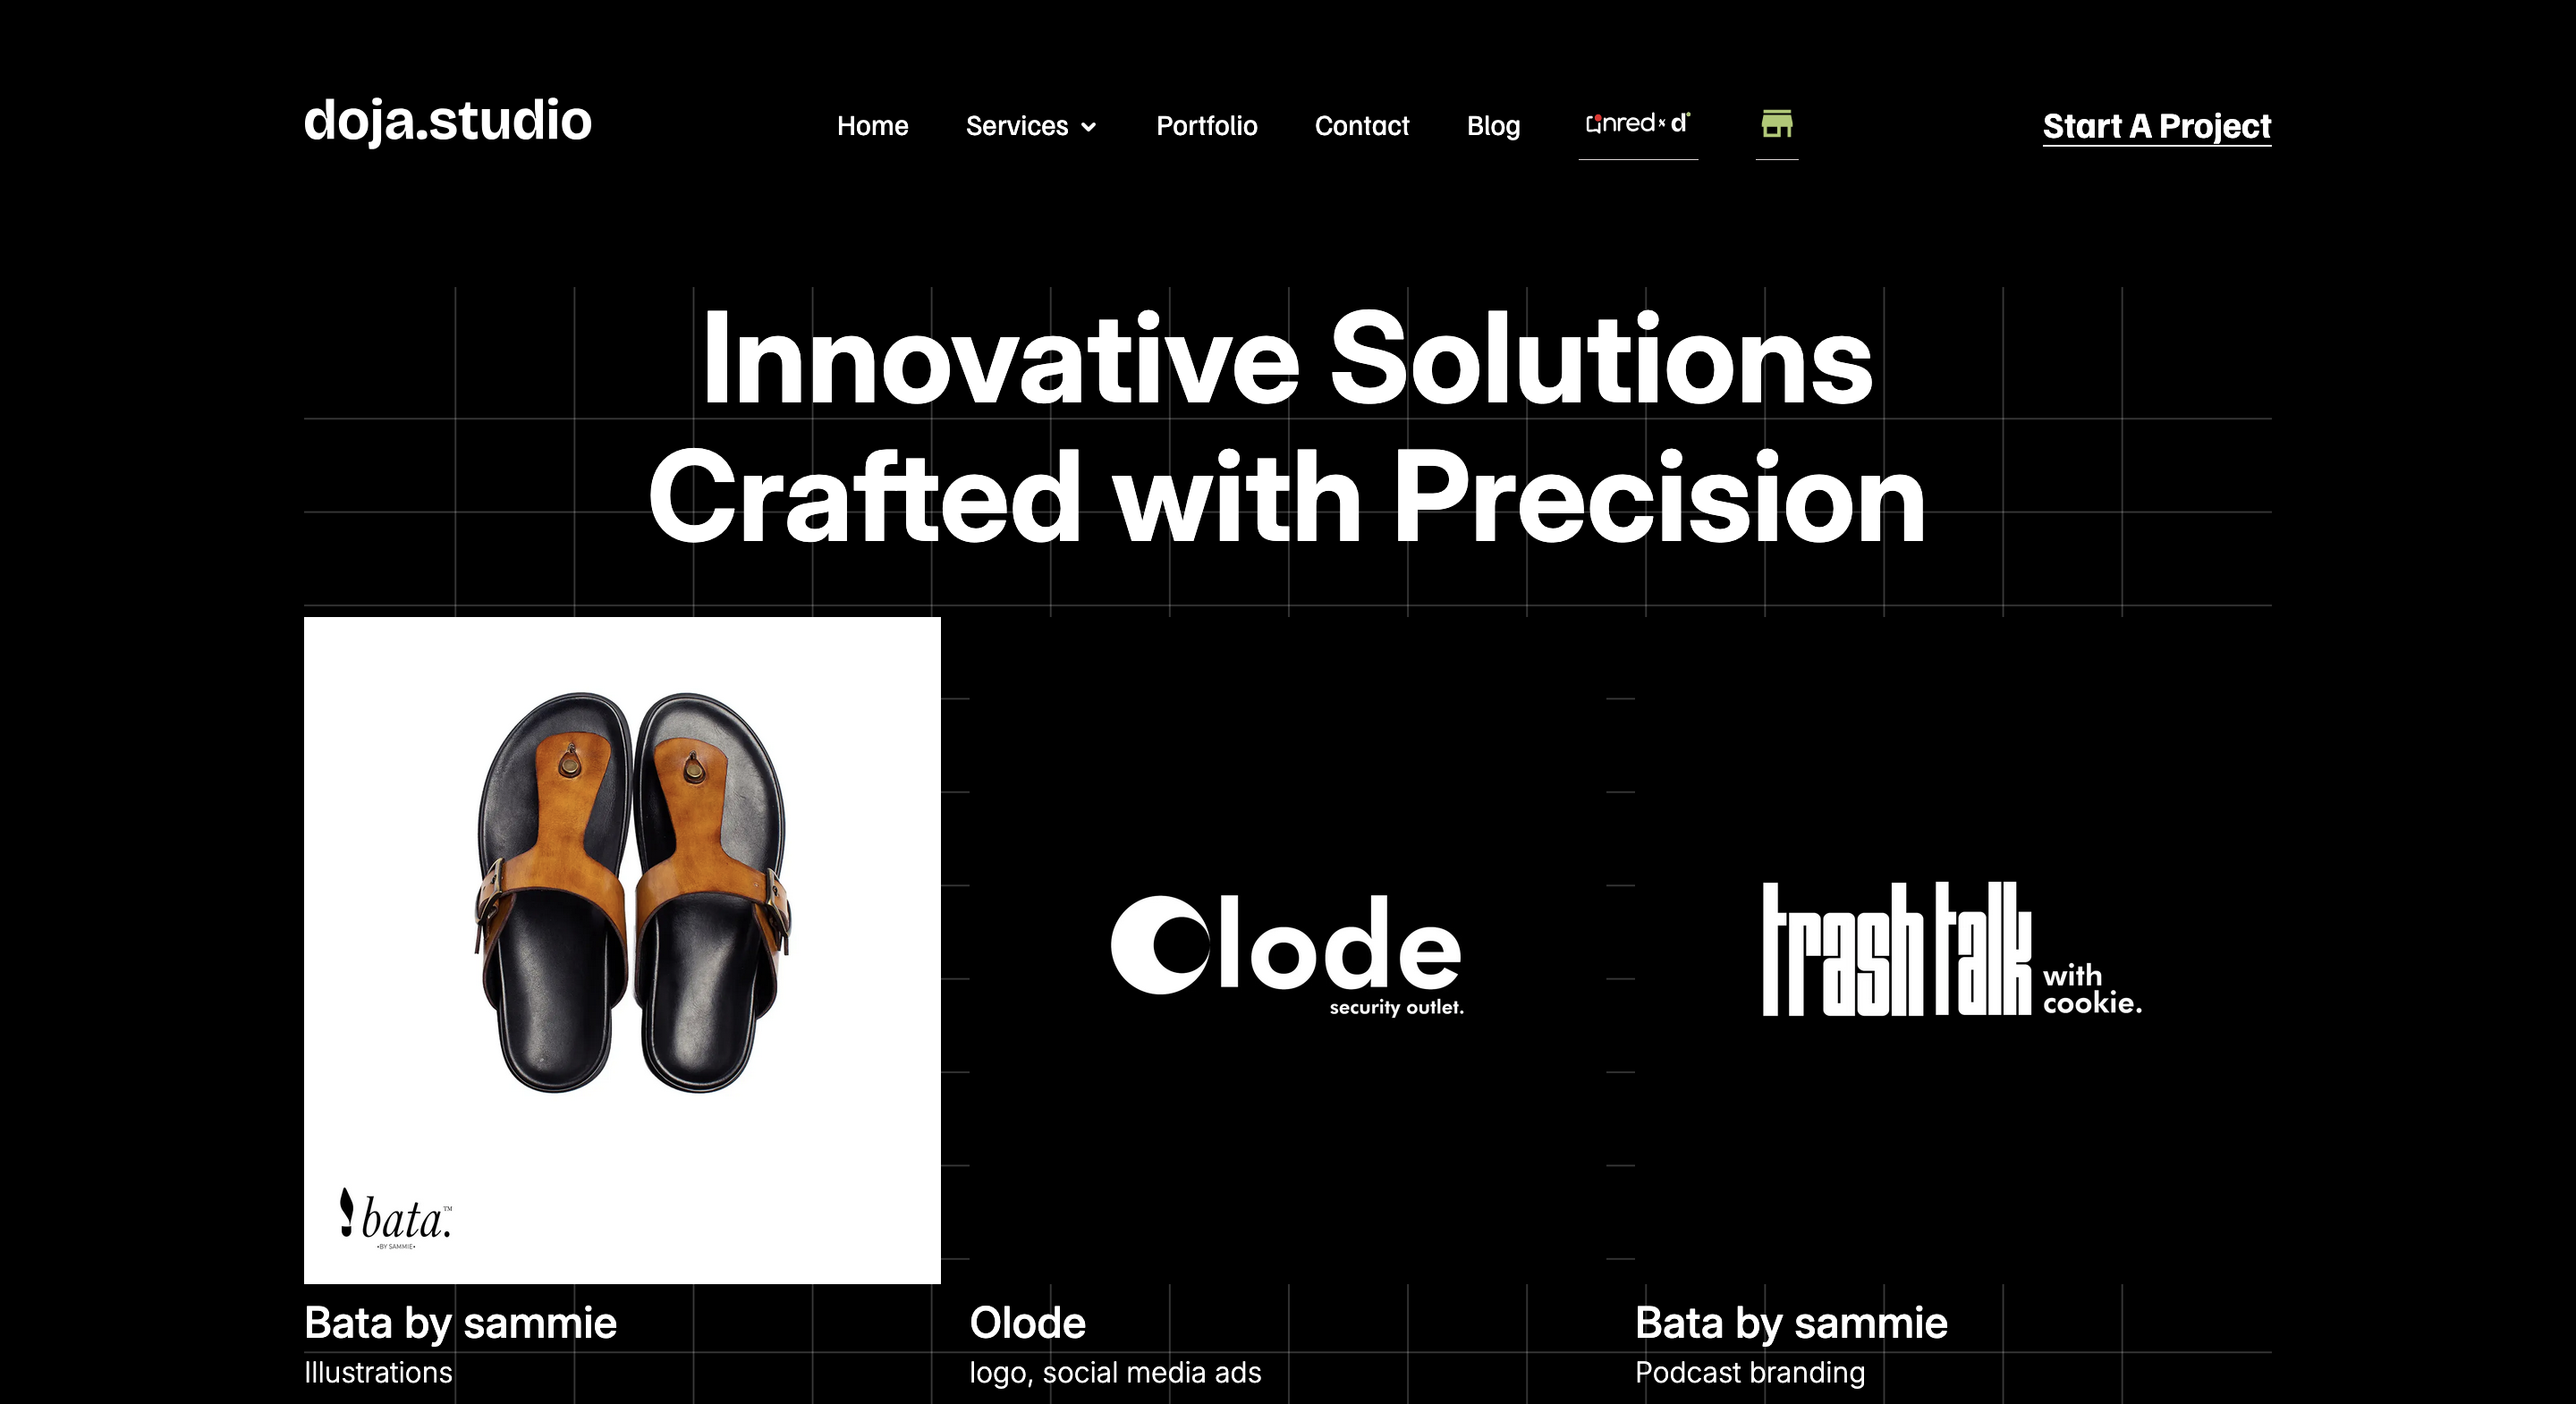 doja.studio
Home Services Portfolio Contact Blog inred × d Start A Project
Innovative Solutions
Crafted with Precision
Olode
security outlet.
trash talk with
cookie.
bata.™
•BY SAMMIE•
Bata by sammie Olode Bata by sammie
Illustrations logo, social media ads Podcast branding